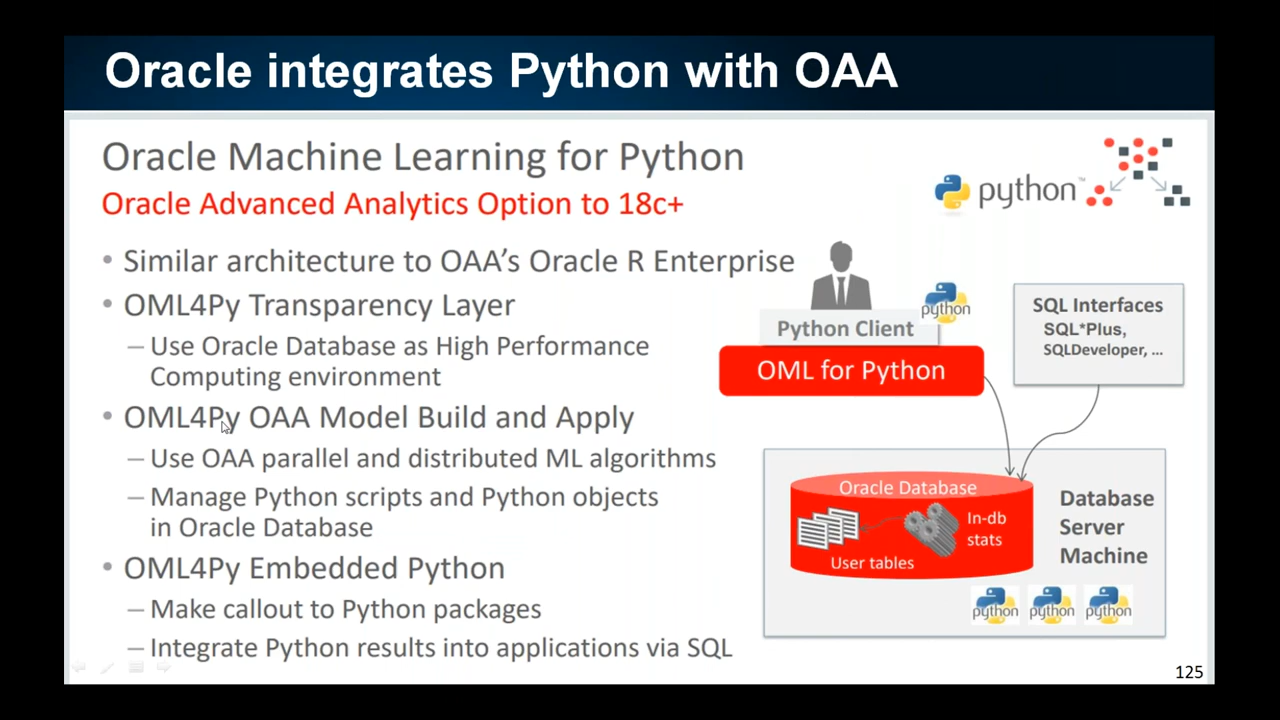 Oracle integrates Python with OAA
Oracle Machine Learning for Python
Oracle Advanced Analytics Option to 18c+
• Similar architecture to OAA's Oracle R Enterprise
• OML4Py Transparency Layer
– Use Oracle Database as High Performance
Computing environment
• OML4Py OAA Model Build and Apply
– Use OAA parallel and distributed ML algorithms
– Manage Python scripts and Python objects
in Oracle Database
• OML4Py Embedded Python
– Make callout to Python packages
– Integrate Python results into applications via SQL
python™
python
Python Client
OML for Python
SQL Interfaces
SQL*Plus,
SQLDeveloper, ...
Oracle Database
In-db
stats
User tables
Database
Server
Machine
python
python
python
125